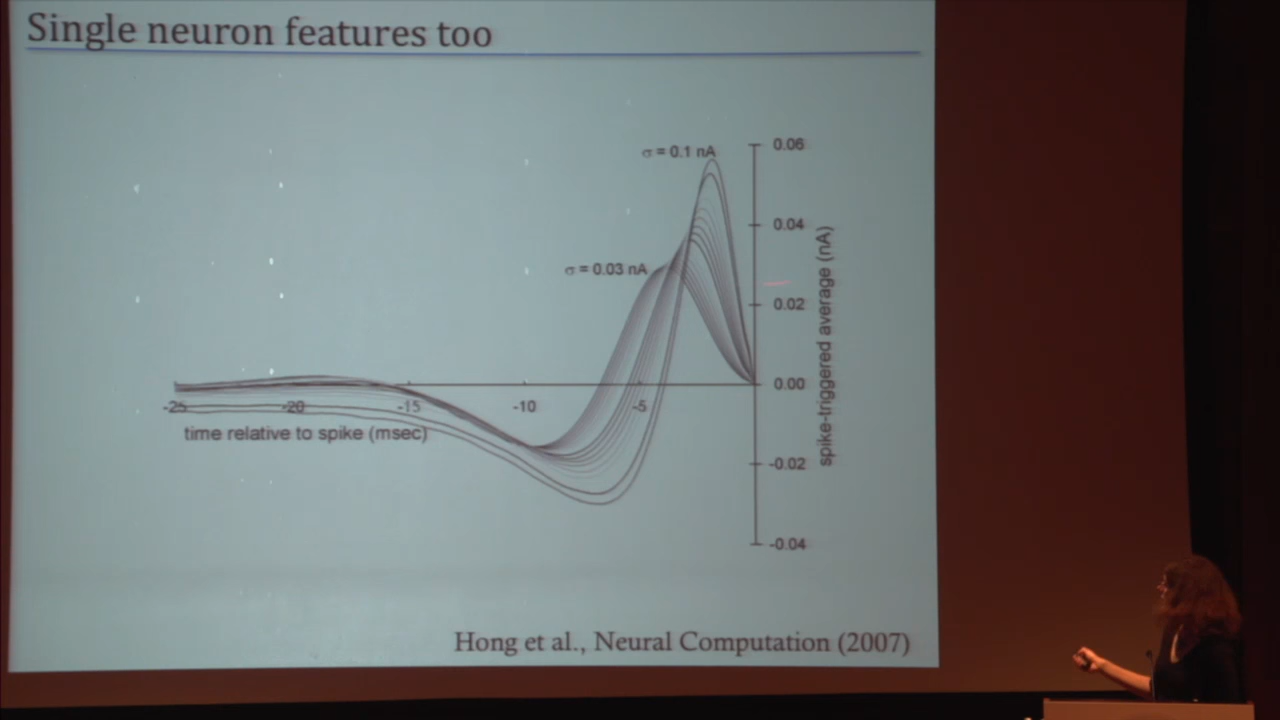 Single neuron features too
σ = 0.1 nA
0.06
0.04
σ = 0.03 nA
0.02
0.00
-25
-20
-15
-10
-5
time relative to spike (msec)
spike-triggered average (nA)
-0.02
-0.04
Hong et al., Neural Computation (2007)